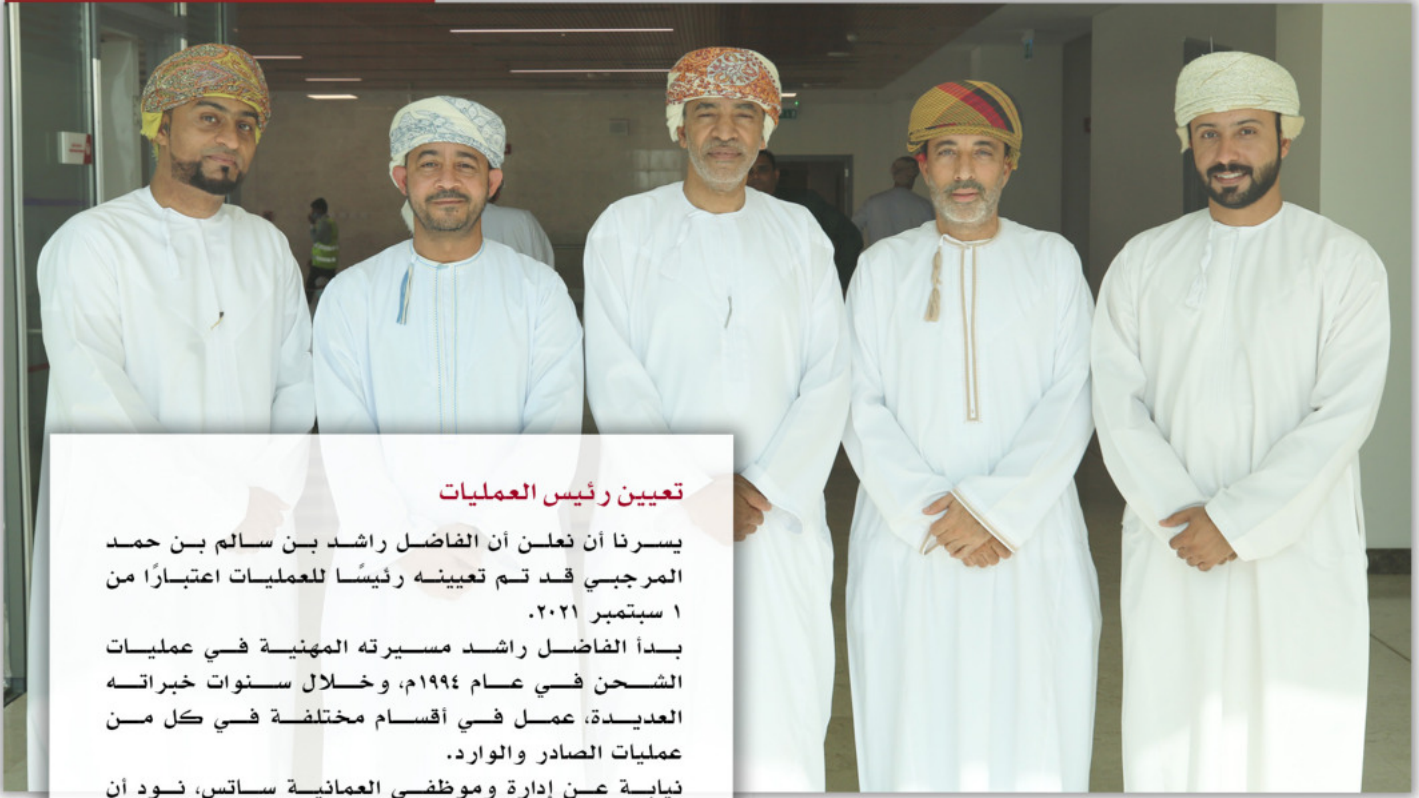 تعيين رئيس العمليات
يسرنا أن نعلن أن الفاضل راشد بن سالم بن حمد
المرجبي قد تم تعيينه رئيسًا للعمليات اعتبارًا من
١ سبتمبر ٢٠٢١.
بدأ الفاضل راشد مسيرته المهنية في عمليات
الشحن في عام ١٩٩٤م، وخلال سنوات خبراته
العديدة، عمل في أقسام مختلفة في كل من
عمليات الصادر والوارد.
نيابة عن إدارة وموظفي العمانية ساتس، نود أن